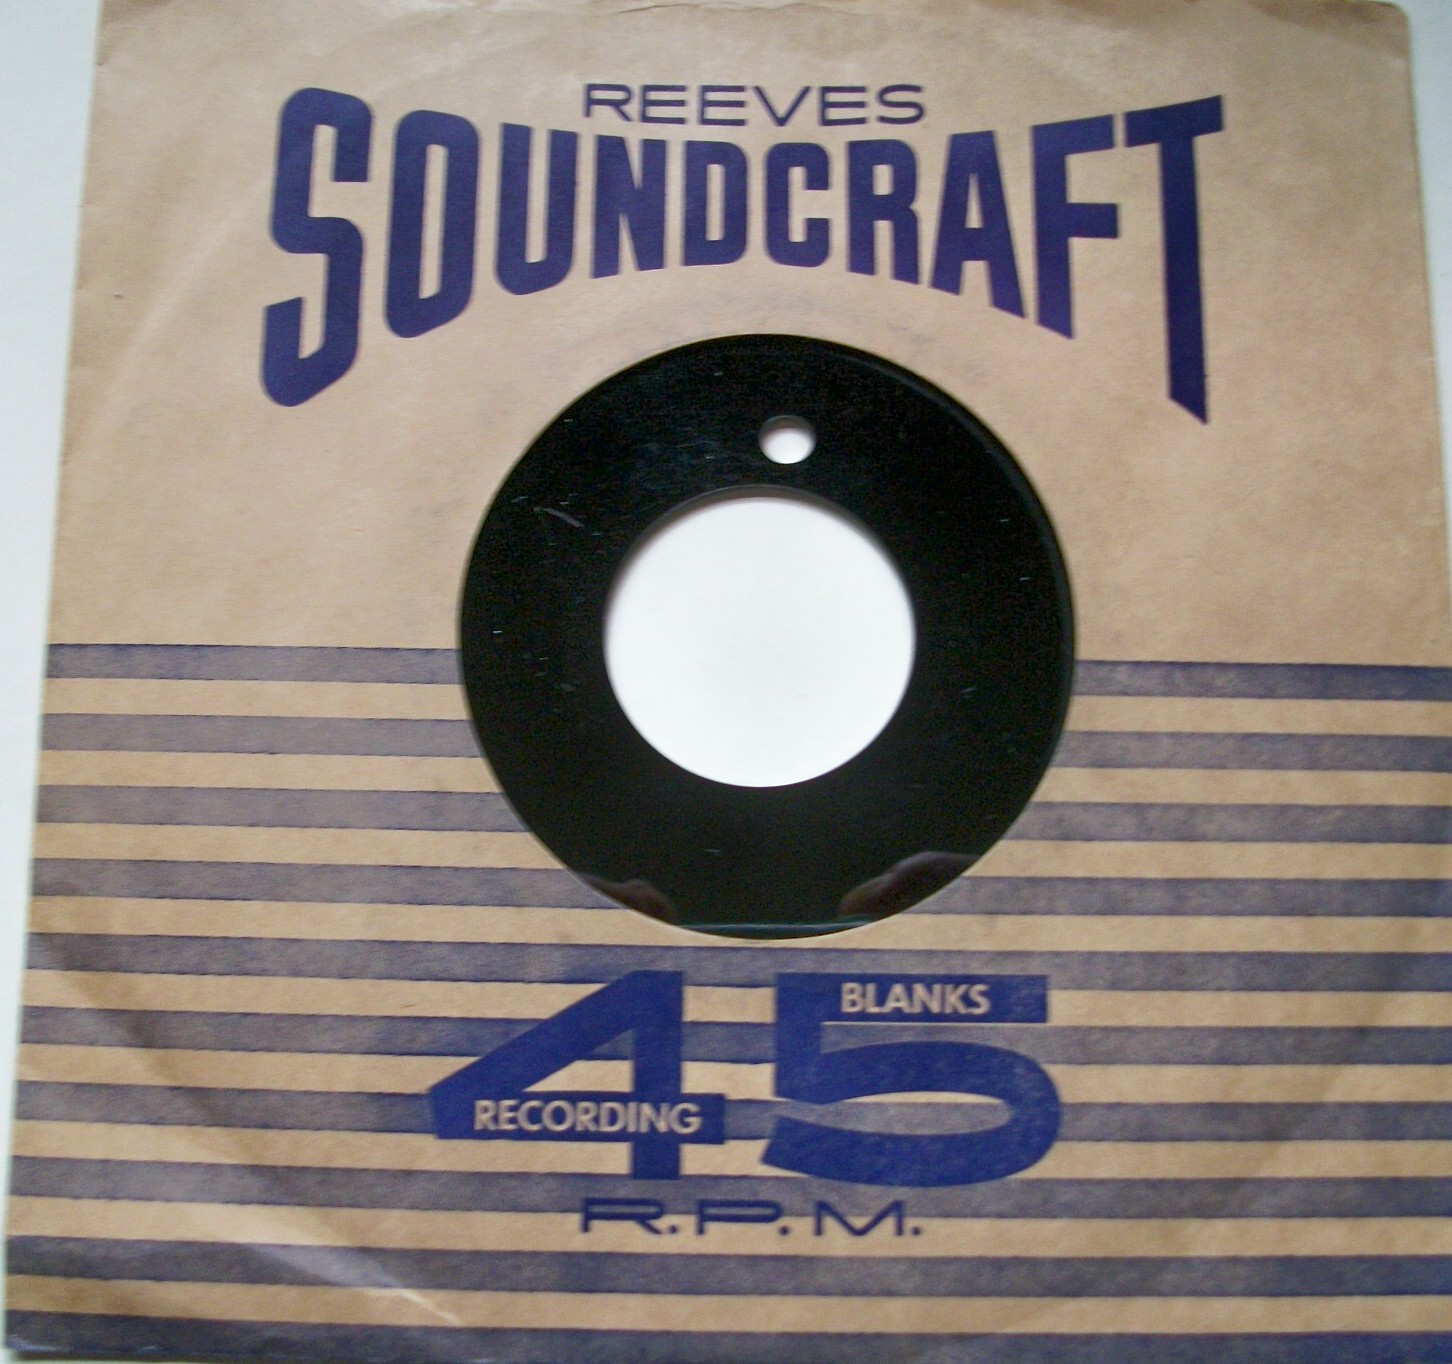 REEVES
SOUNDCRAFT
45
BLANKS
RECORDING
R.P.M.